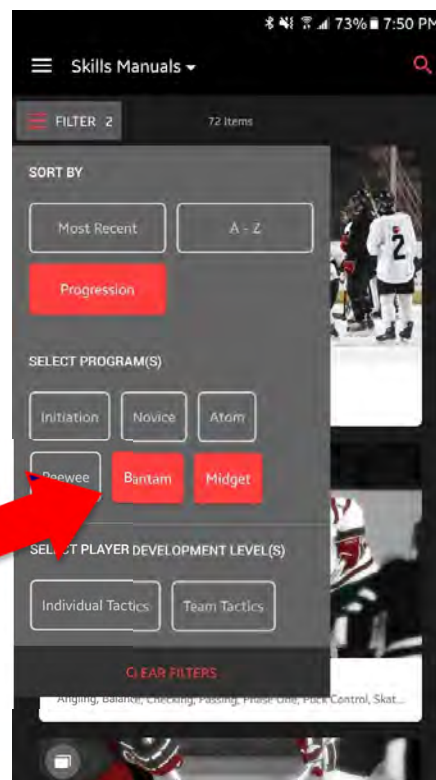 73% 7:50 PM
Skills Manuals
FILTER 2 72 Items
SORT BY
Most Recent A - Z
Progression
SELECT PROGRAM(S)
Initiation Novice Atom
Peewee Bantam Midget
SELECT PLAYER DEVELOPMENT LEVEL(S)
Individual Tactics Team Tactics
CLEAR FILTERS
Angling, Balance, Checking, Passing, Phase One, Puck Control, Skat...
2